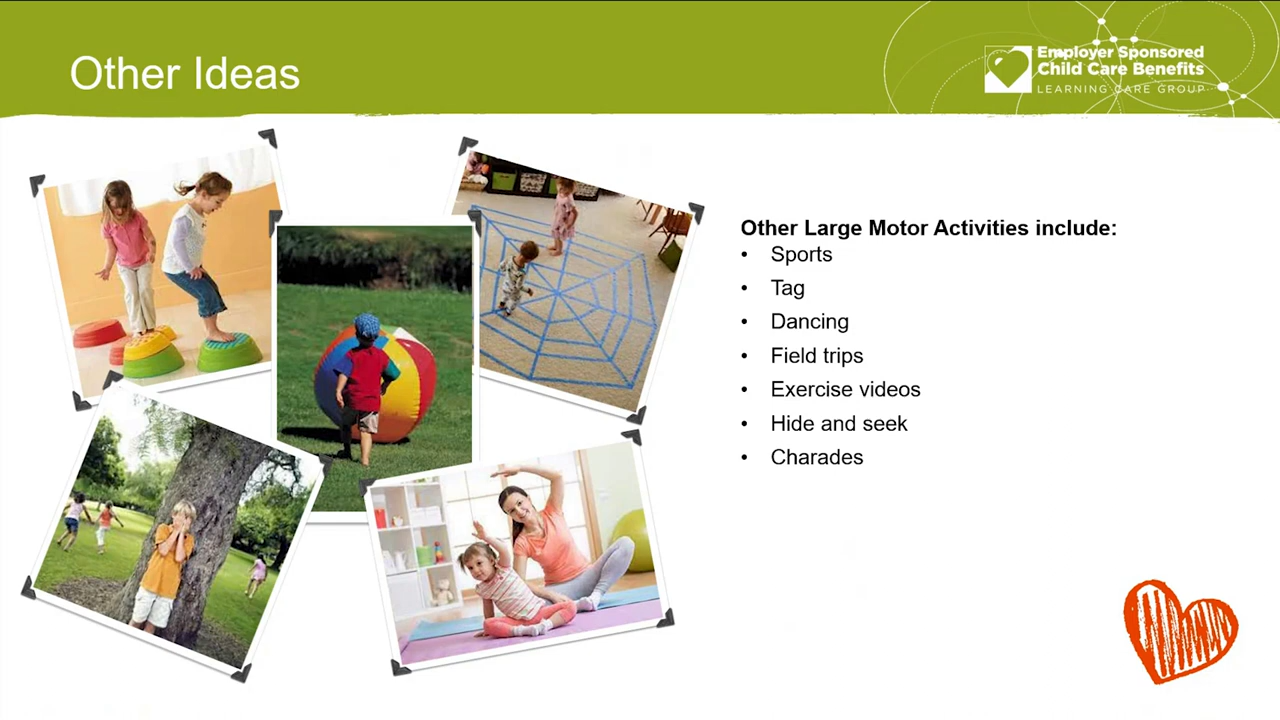 Other Ideas
Employer Sponsored
Child Care Benefits
LEARNING CARE GROUP
Other Large Motor Activities include:
• Sports
• Tag
• Dancing
• Field trips
• Exercise videos
• Hide and seek
• Charades